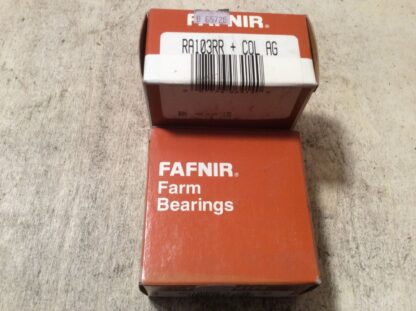 FAFNIR®
RA103RR + COL AG
FAFNIR®
Farm
Bearings